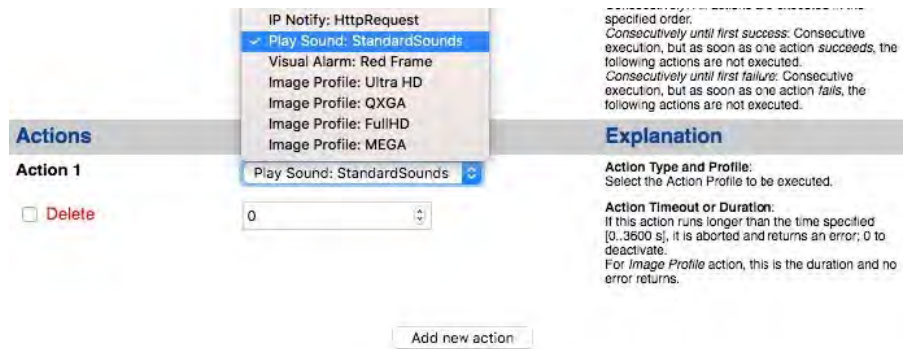 IP Notify: HttpRequest
✓ Play Sound: StandardSounds
Visual Alarm: Red Frame
Image Profile: Ultra HD
Image Profile: QXGA
Image Profile: FullHD
Image Profile: MEGA
specified order.
Consecutively until first success: Consecutive
execution, but as soon as one action succeeds, the
following actions are not executed.
Consecutively until first failure: Consecutive
execution, but as soon as one action fails, the
following actions are not executed.
Actions
Explanation
Action 1
Play Sound: StandardSounds
Action Type and Profile:
Select the Action Profile to be executed.
Delete
0
Action Timeout or Duration:
If this action runs longer than the time specified
[0..3600 s], it is aborted and returns an error; 0 to
deactivate.
For Image Profile action, this is the duration and no
error returns.
Add new action